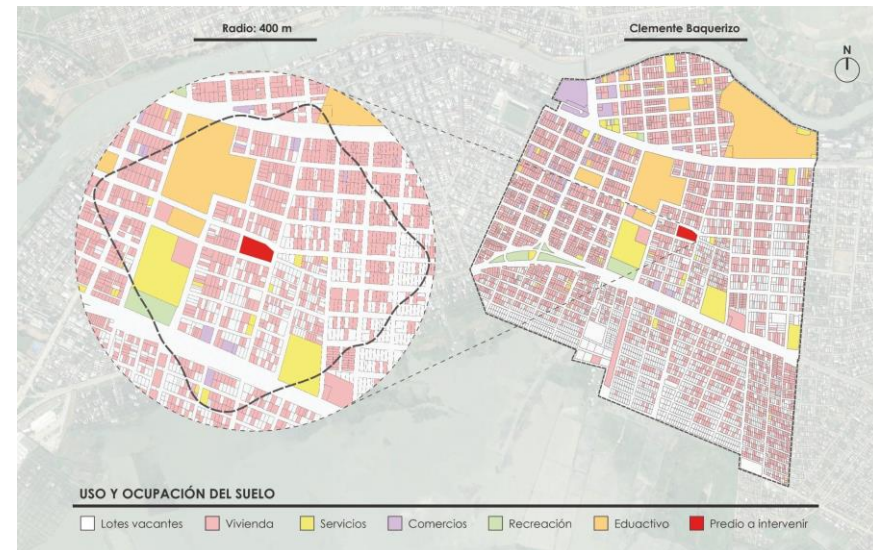 Radio: 400 m
Clemente Baquerizo
N
USO Y OCUPACIÓN DEL SUELO
Lotes vacantes
Vivienda
Servicios
Comercios
Recreación
Eduactivo
Predio a intervenir